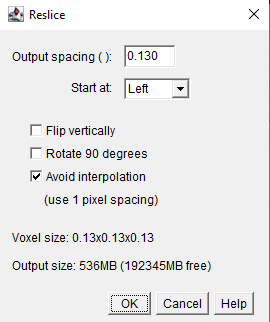 Reslice
Output spacing ( ): 0.130
Start at: Left
Flip vertically
Rotate 90 degrees
Avoid interpolation
(use 1 pixel spacing)
Voxel size: 0.13x0.13x0.13
Output size: 536MB (192345MB free)
OK Cancel Help